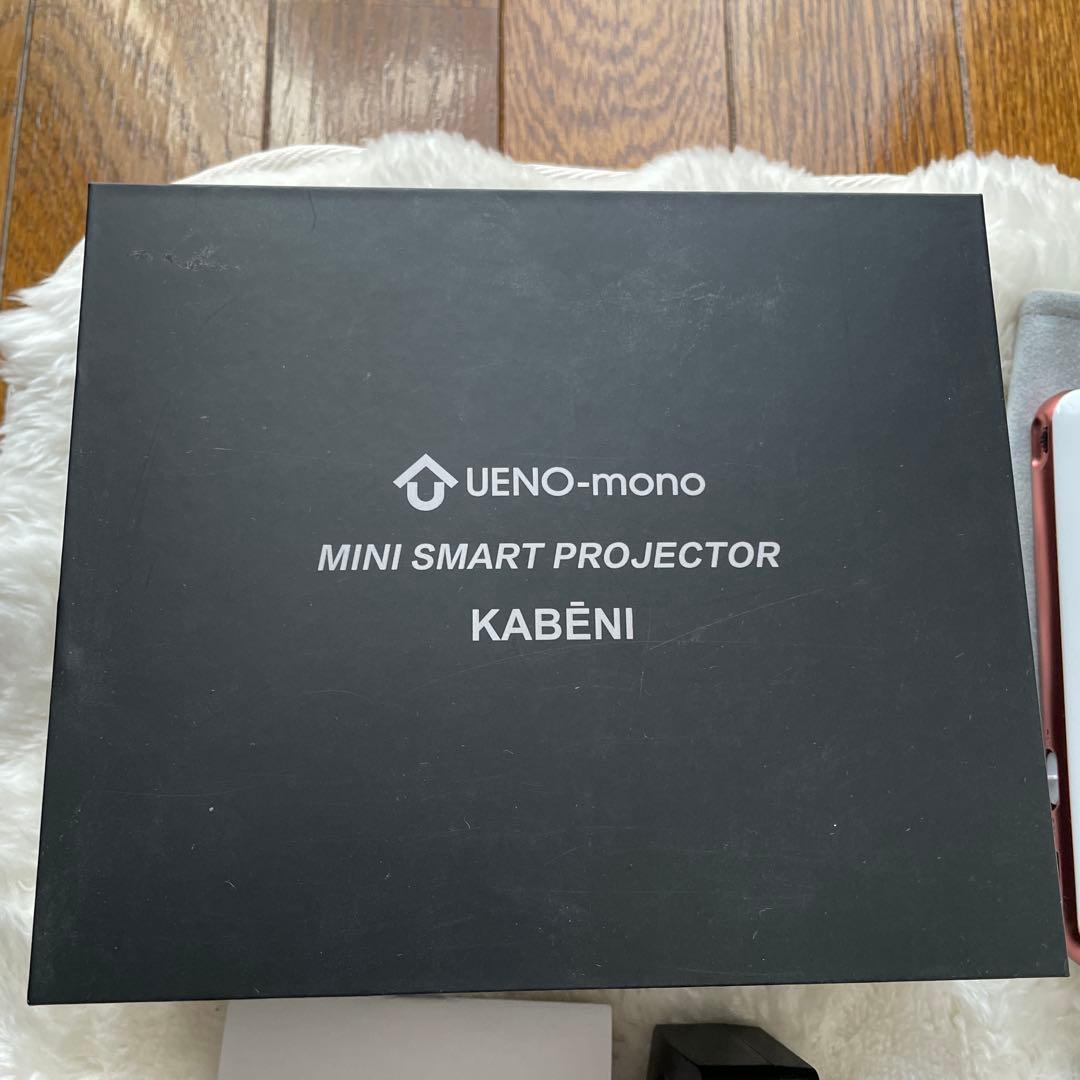 UENO-mono
MINI SMART PROJECTOR
KABĒNI